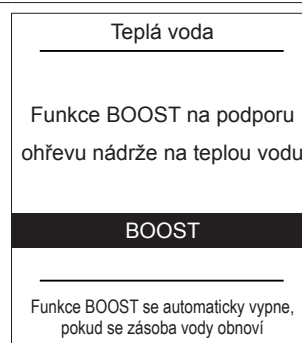 Teplá voda
Funkce BOOST na podporu
ohřevu nádrže na teplou vodu
BOOST
Funkce BOOST se automaticky vypne,
pokud se zásoba vody obnoví